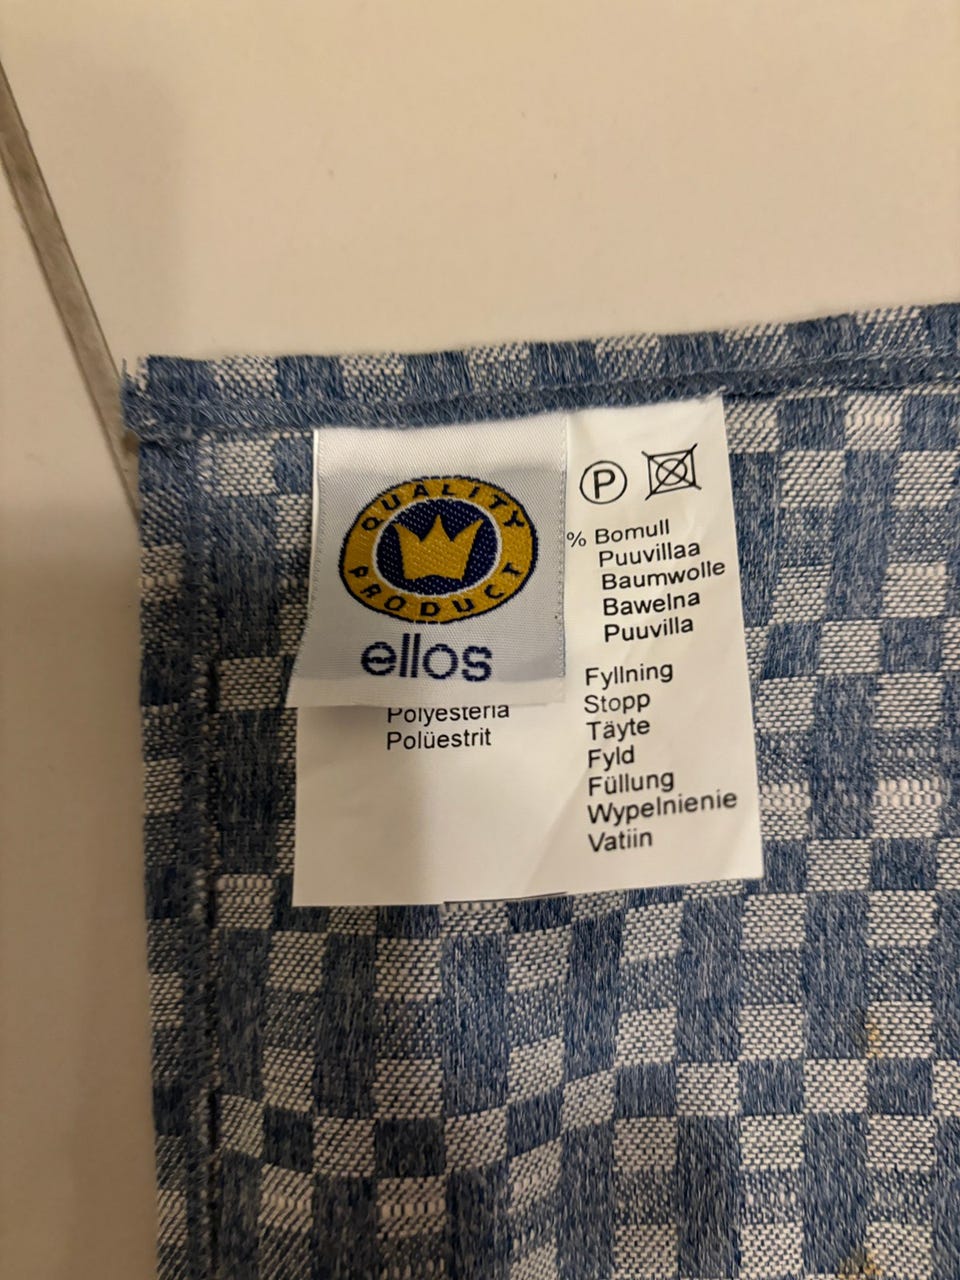 QUALITY
PRODUCT
ellos
P
% Bomull
Puuvillaa
Baumwolle
Bawelna
Puuvilla
Polyesteria
Polüestrit
Fyllning
Stopp
Täyte
Fyld
Füllung
Wypelnienie
Vatiin